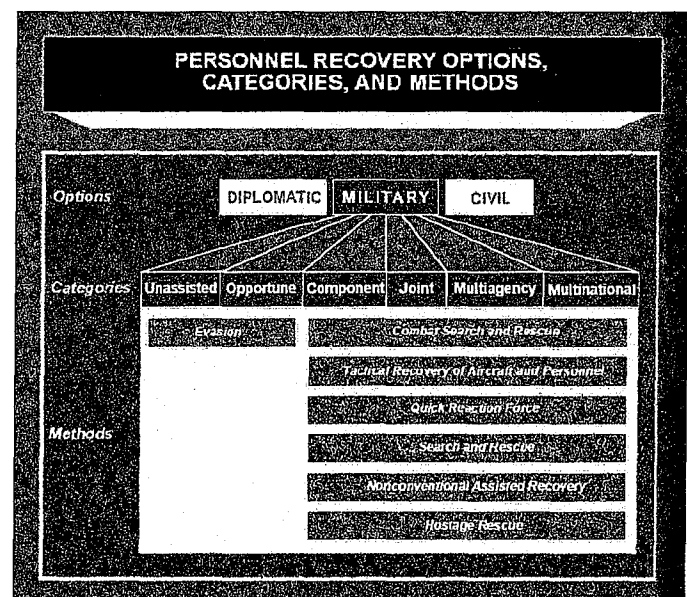 PERSONNEL RECOVERY OPTIONS,
CATEGORIES, AND METHODS
Options
DIPLOMATIC MILITARY CIVIL
Categories Unassisted Opportune Component Joint Multiagency Multinational
Evasion Combat Search and Rescue
Tactical Recovery of Aircraft and Personnel
Quick Reaction Force
Methods
Search and Rescue
Nonconventional Assisted Recovery
Hostage Rescue